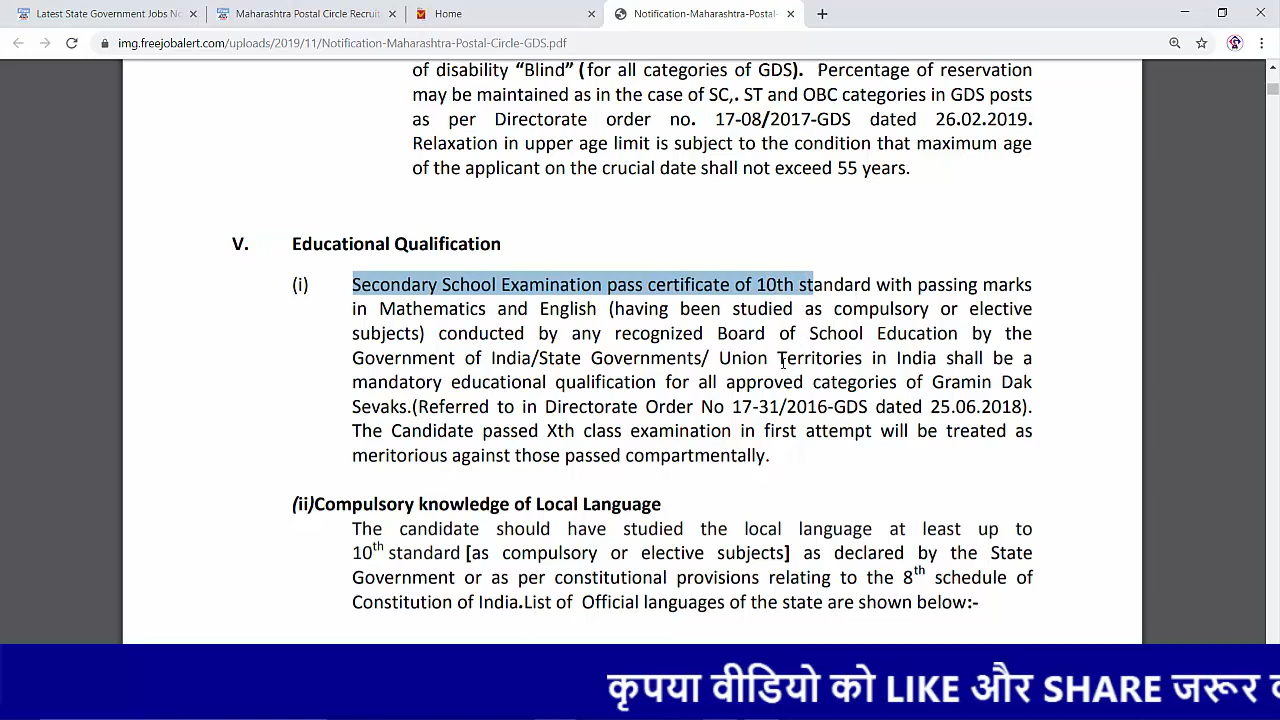 Latest State Government Jobs No
Maharashtra Postal Circle Recruit
Home
Notification-Maharashtra-Postal-
img.freejobalert.com/uploads/2019/11/Notification-Maharashtra-Postal-Circle-GDS.pdf
of disability “Blind” (for all categories of GDS). Percentage of reservation
may be maintained as in the case of SC,. ST and OBC categories in GDS posts
as per Directorate order no. 17-08/2017-GDS dated 26.02.2019.
Relaxation in upper age limit is subject to the condition that maximum age
of the applicant on the crucial date shall not exceed 55 years.
V. Educational Qualification
(i) Secondary School Examination pass certificate of 10th standard with passing marks
in Mathematics and English (having been studied as compulsory or elective
subjects) conducted by any recognized Board of School Education by the
Government of India/State Governments/ Union Territories in India shall be a
mandatory educational qualification for all approved categories of Gramin Dak
Sevaks.(Referred to in Directorate Order No 17-31/2016-GDS dated 25.06.2018).
The Candidate passed Xth class examination in first attempt will be treated as
meritorious against those passed compartmentally.
(ii)Compulsory knowledge of Local Language
The candidate should have studied the local language at least up to
10th standard [as compulsory or elective subjects] as declared by the State
Government or as per constitutional provisions relating to the 8th schedule of
Constitution of India.List of Official languages of the state are shown below:-
कृपया वीडियो को LIKE और SHARE जरूर